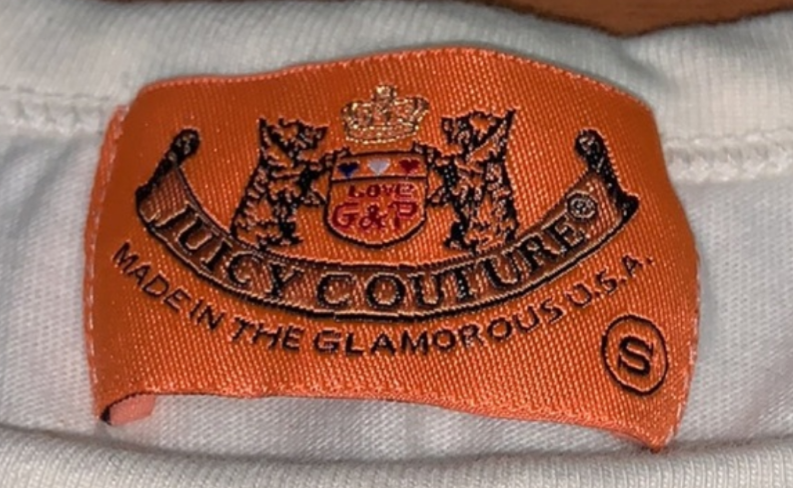 LOVE
G&P
JUICY COUTURE®
MADE IN THE GLAMOROUS U.S.A.
S